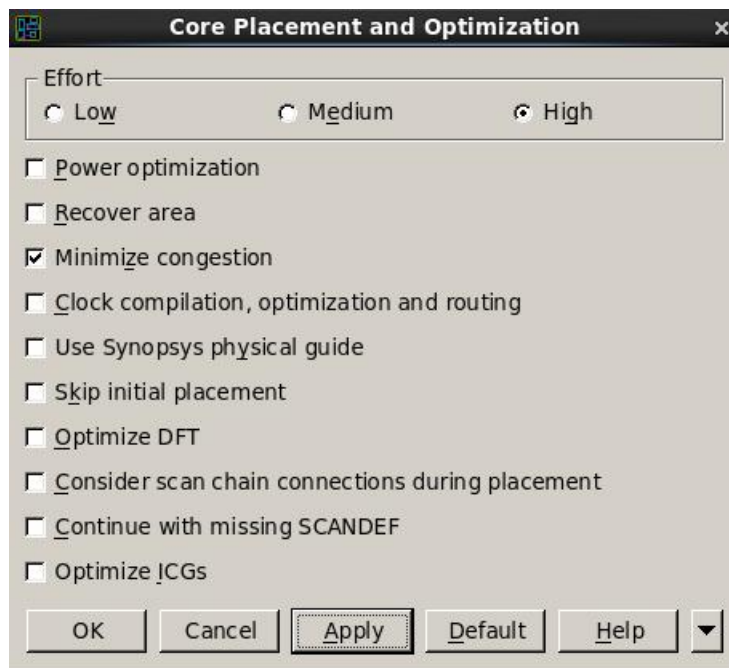 Core Placement and Optimization
Effort
Low Medium High
Power optimization
Recover area
Minimize congestion
Clock compilation, optimization and routing
Use Synopsys physical guide
Skip initial placement
Optimize DFT
Consider scan chain connections during placement
Continue with missing SCANDEF
Optimize ICGs
OK Cancel Apply Default Help